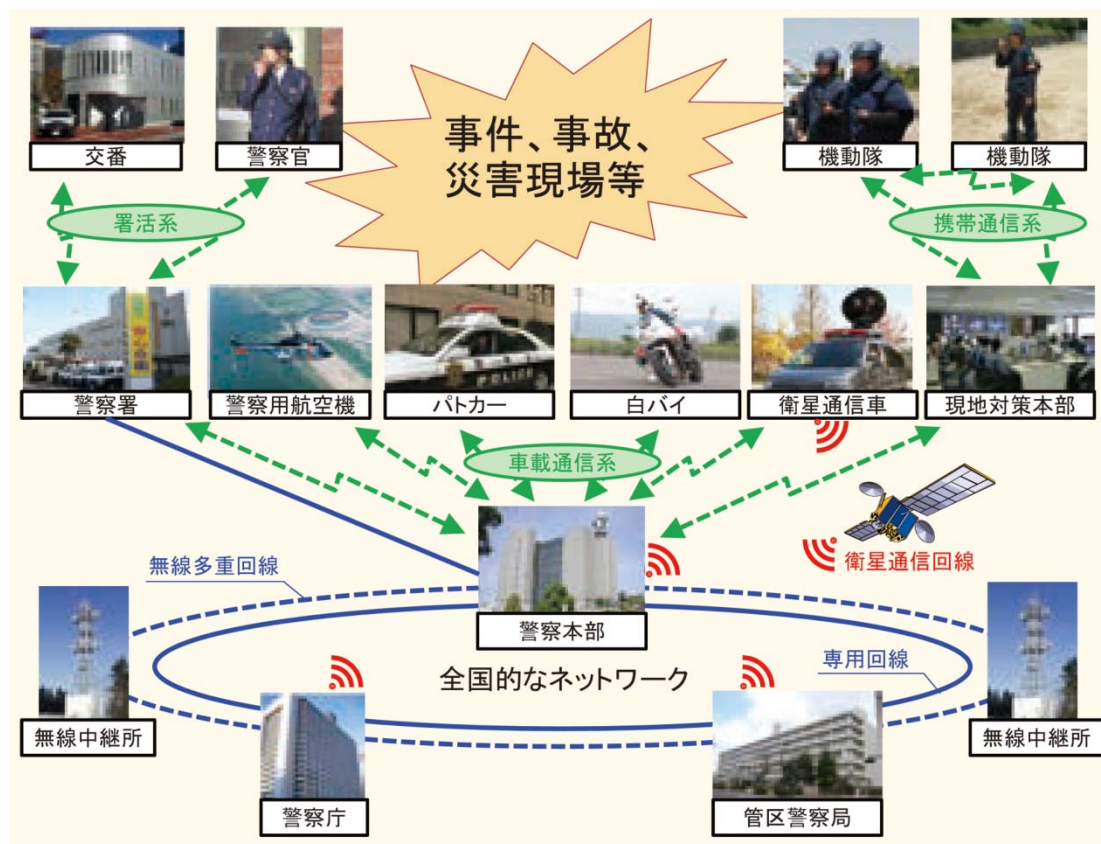 交番
警察官
事件、事故、
災害現場等
機動隊
機動隊
署活系
携帯通信系
警察署
警察用航空機
パトカー
白バイ
衛星通信車
現地対策本部
POLICE
車載通信系
無線多重回線
衛星通信回線
警察本部
全国的なネットワーク
専用回線
無線中継所
無線中継所
警察庁
管区警察局